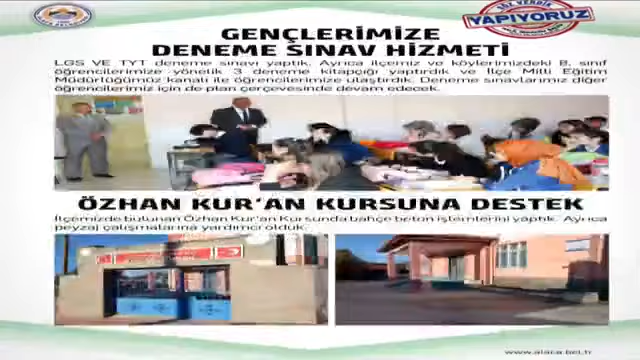 SÖZ VERDİK
YAPIYORUZ
GENÇLERİMİZE
DENEME SINAV HİZMETİ
LGS VE TYT deneme sınavı yaptık. Ayrıca ilçemiz ve köylerimizdeki 8. sınıf
öğrencilerimize yönelik 3 deneme kitapçığı yaptırdık ve İlçe Milli Eğitim
Müdürlüğümüz kanalı ile öğrencilerimize ulaştırdık. Deneme sınavlarımız diğer
öğrencilerimiz için de plan çerçevesinde devam edecek.
ÖZHAN KUR'AN KURSUNA DESTEK
İlçemizde bulunan Özhan Kur'an Kursunda bahçe beton işlemlerini yaptık. Ayrıca
peyzaj çalışmalarına yardımcı olduk.
www.alaca.bel.tr